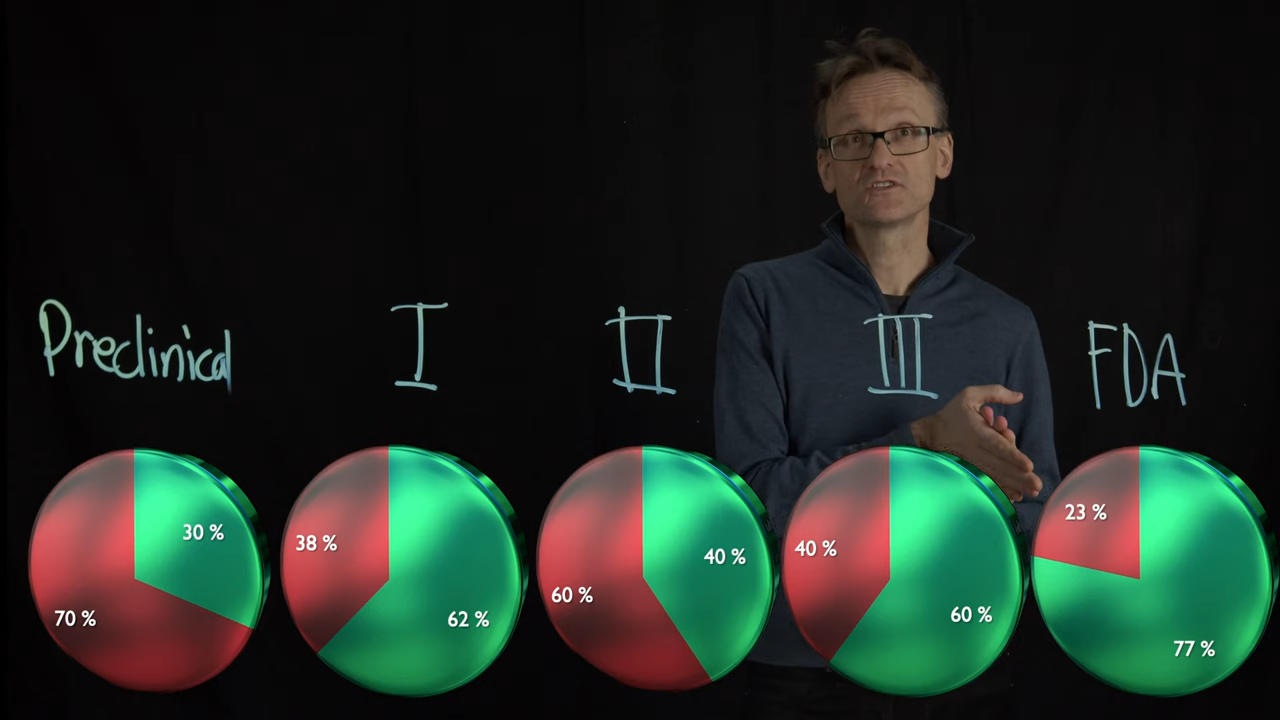 Preclinical I II III FDA
30 % 38 % 40 % 40 % 23 %
70 % 62 % 60 % 60 % 77 %